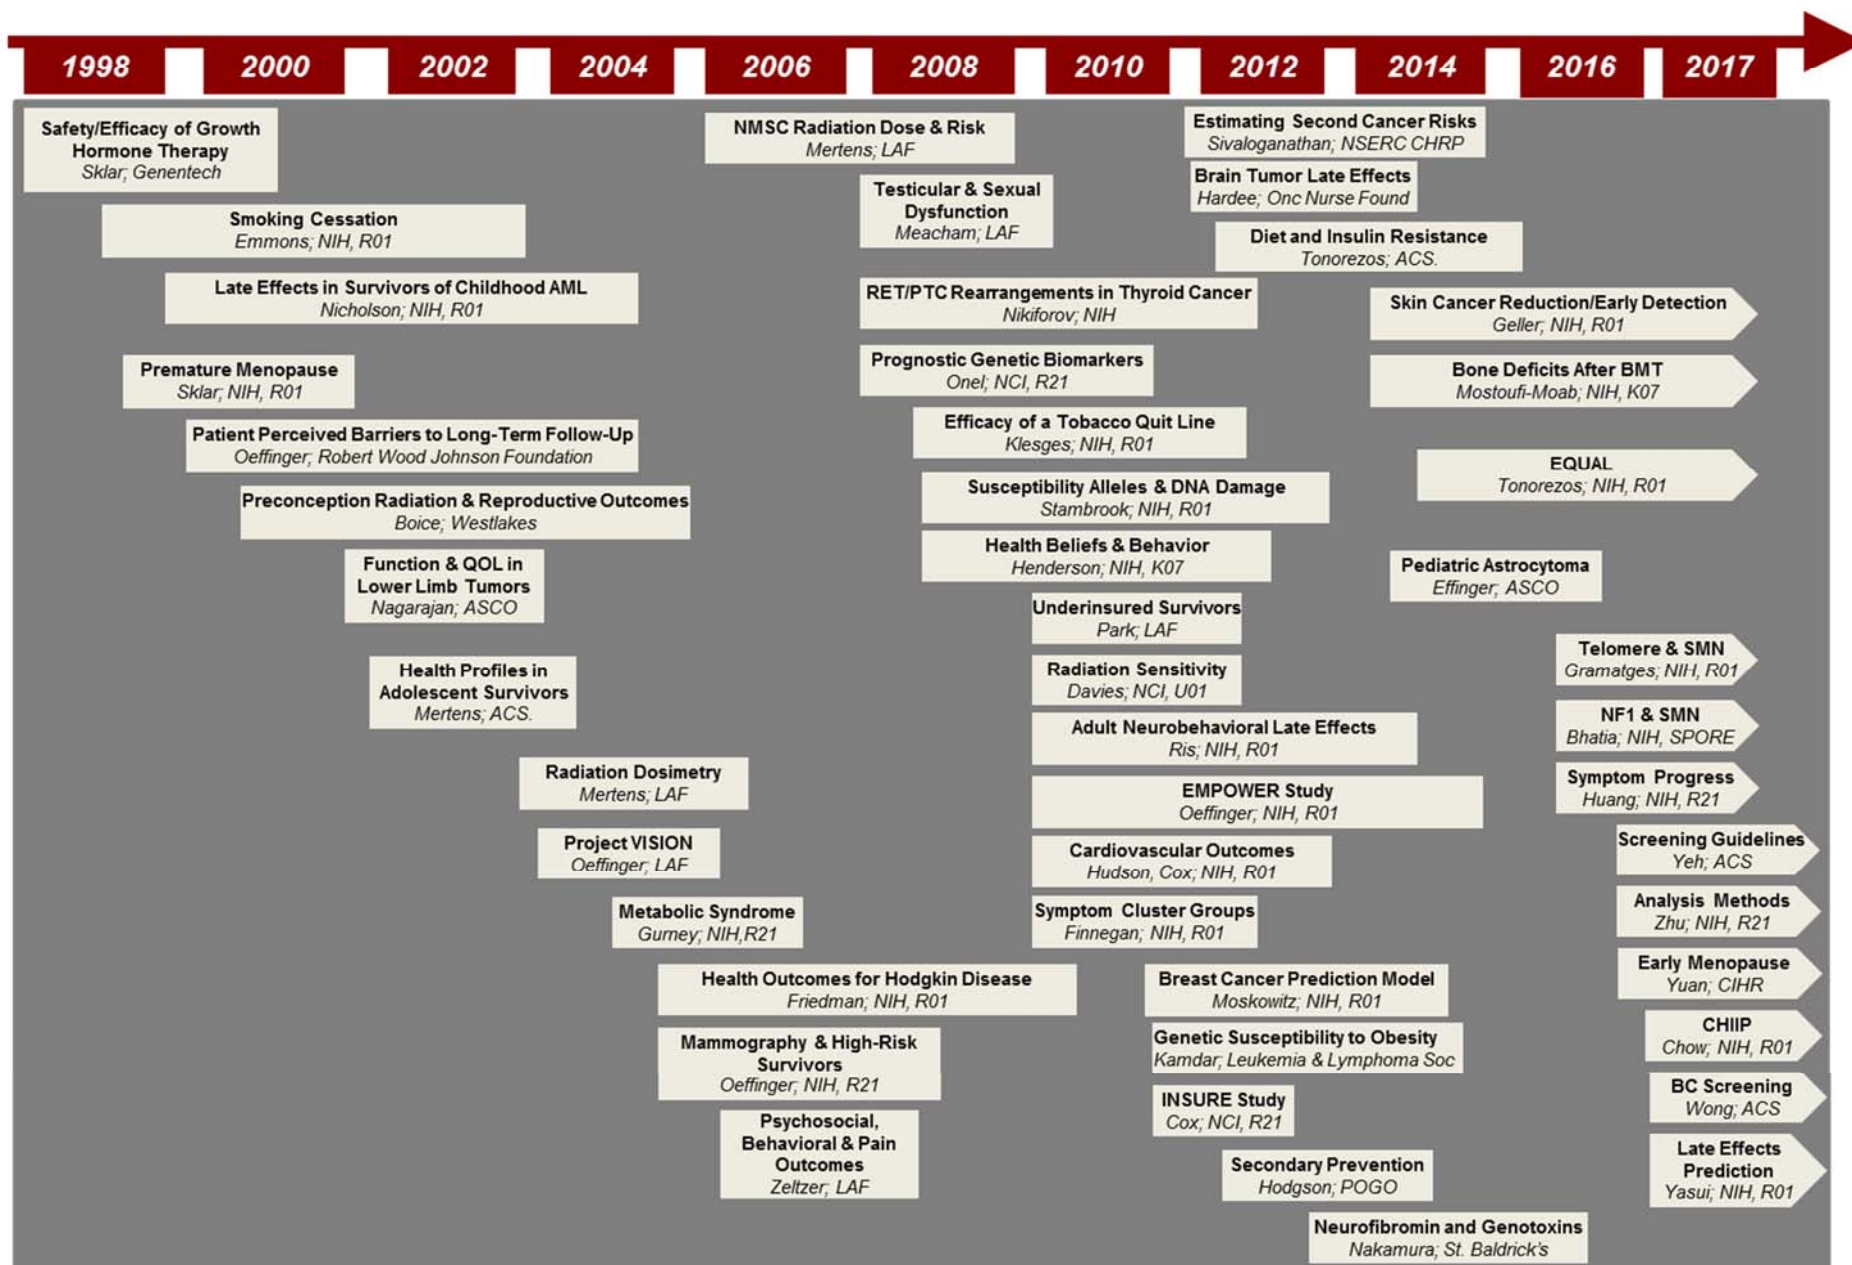 1998
2000
2002
2004
2006
2008
2010
2012
2014
2016
2017
Safety/Efficacy of Growth
Hormone Therapy
Sklar; Genentech
Smoking Cessation
Emmons; NIH, R01
Late Effects in Survivors of Childhood AML
Nicholson; NIH, R01
Premature Menopause
Sklar; NIH, R01
Patient Perceived Barriers to Long-Term Follow-Up
Oeffinger; Robert Wood Johnson Foundation
Preconception Radiation & Reproductive Outcomes
Boice; Westlakes
Function & QOL in
Lower Limb Tumors
Nagarajan; ASCO
Health Profiles in
Adolescent Survivors
Mertens; ACS.
Radiation Dosimetry
Mertens; LAF
Project VISION
Oeffinger; LAF
Metabolic Syndrome
Gurney; NIH,R21
Health Outcomes for Hodgkin Disease
Friedman; NIH, R01
Mammography & High-Risk
Survivors
Oeffinger; NIH, R21
Psychosocial,
Behavioral & Pain
Outcomes
Zeltzer; LAF
NMSC Radiation Dose & Risk
Mertens; LAF
Testicular & Sexual
Dysfunction
Meacham; LAF
RET/PTC Rearrangements in Thyroid Cancer
Nikiforov; NIH
Prognostic Genetic Biomarkers
Onel; NCI, R21
Efficacy of a Tobacco Quit Line
Klesges; NIH, R01
Susceptibility Alleles & DNA Damage
Stambrook; NIH, R01
Health Beliefs & Behavior
Henderson; NIH, K07
Underinsured Survivors
Park; LAF
Radiation Sensitivity
Davies; NCI, U01
Adult Neurobehavioral Late Effects
Ris; NIH, R01
EMPOWER Study
Oeffinger; NIH, R01
Cardiovascular Outcomes
Hudson, Cox; NIH, R01
Symptom Cluster Groups
Finnegan; NIH, R01
Breast Cancer Prediction Model
Moskowitz; NIH, R01
Genetic Susceptibility to Obesity
Kamdar; Leukemia & Lymphoma Soc
INSURE Study
Cox; NCI, R21
Secondary Prevention
Hodgson; POGO
Neurofibromin and Genotoxins
Nakamura; St. Baldrick's
Estimating Second Cancer Risks
Sivaloganathan; NSERC CHRP
Brain Tumor Late Effects
Hardee; Onc Nurse Found
Diet and Insulin Resistance
Tonorezos; ACS.
Skin Cancer Reduction/Early Detection
Geller; NIH, R01
Bone Deficits After BMT
Mostoufi-Moab; NIH, K07
EQUAL
Tonorezos; NIH, R01
Pediatric Astrocytoma
Effinger; ASCO
Telomere & SMN
Gramatges; NIH, R01
NF1 & SMN
Bhatia; NIH, SPORE
Symptom Progress
Huang; NIH, R21
Screening Guidelines
Yeh; ACS
Analysis Methods
Zhu; NIH, R21
Early Menopause
Yuan; CIHR
CHIIP
Chow; NIH, R01
BC Screening
Wong; ACS
Late Effects
Prediction
Yasui; NIH, R01